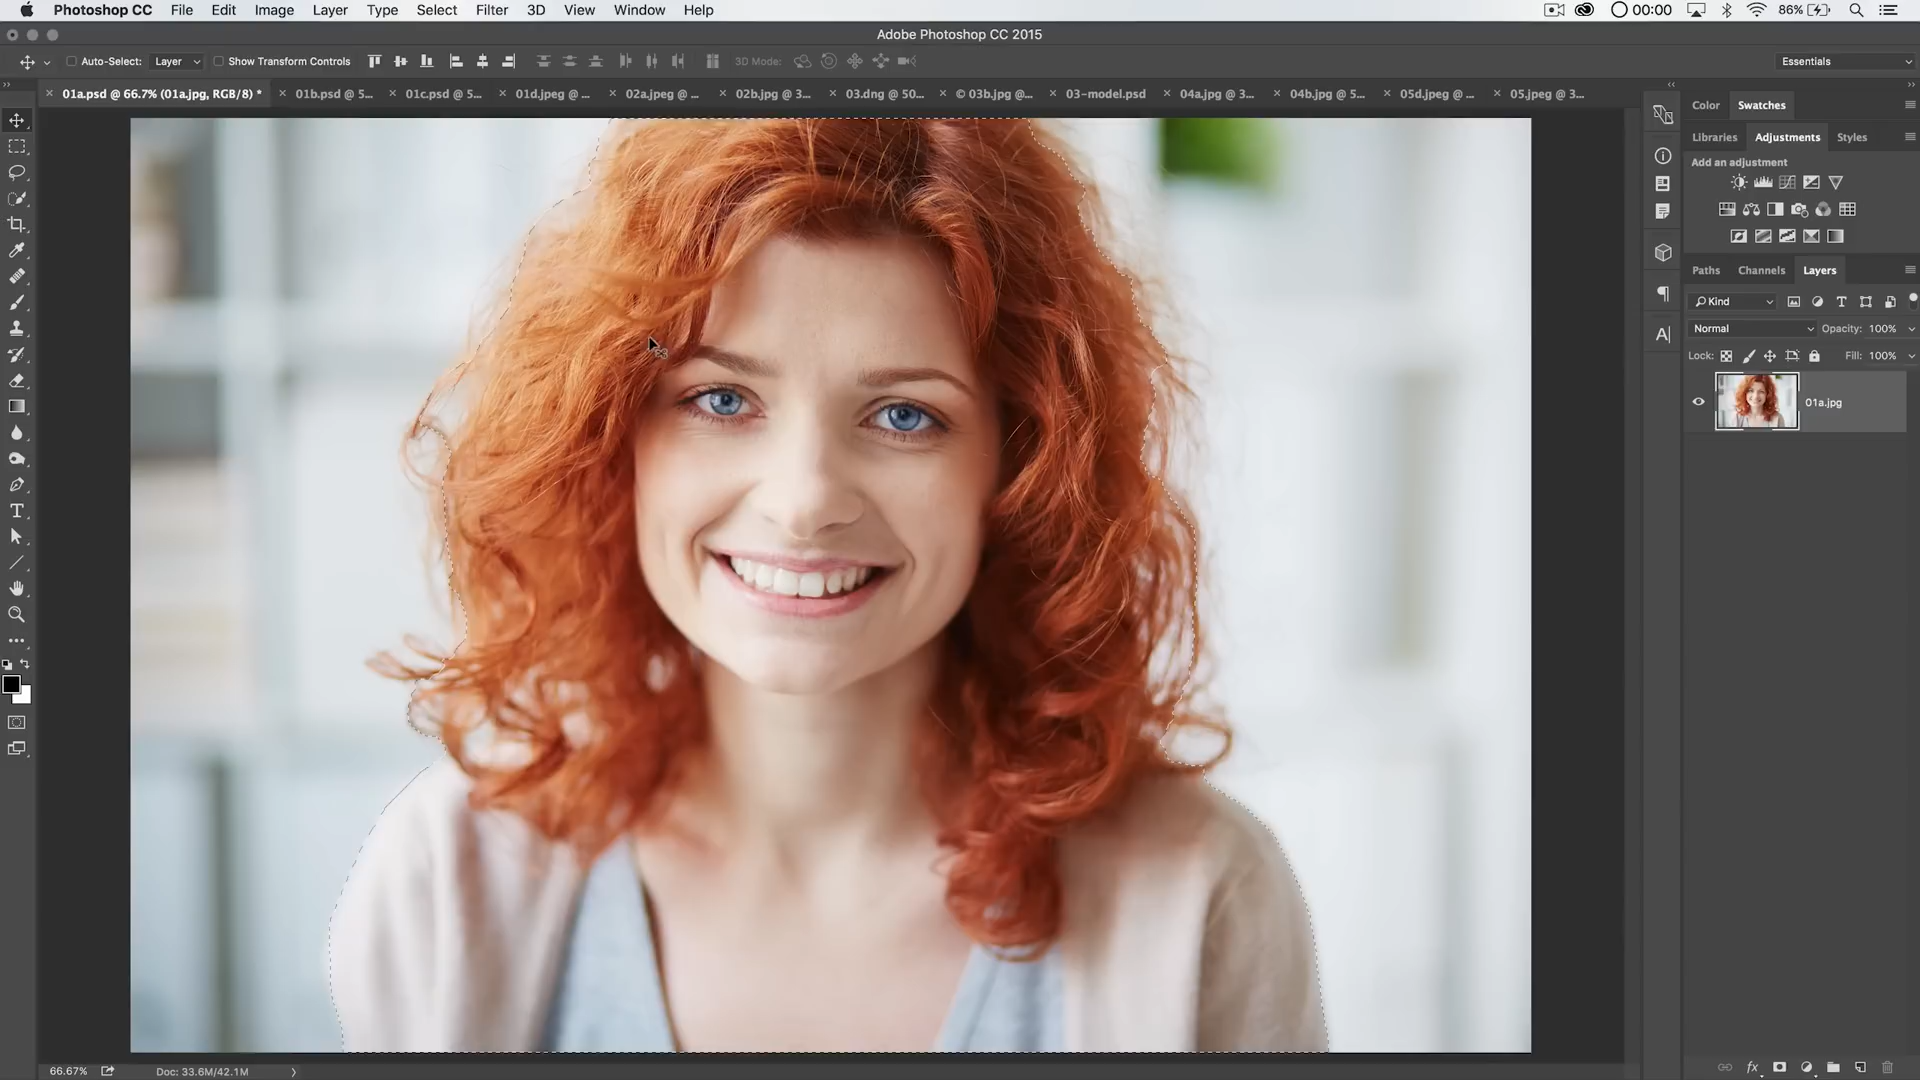 Photoshop CC File Edit Image Layer Type Select Filter 3D View Window Help 00:00 86%
Adobe Photoshop CC 2015
Auto-Select: Layer Show Transform Controls 3D Mode: Essentials
01a.psd @ 66.7% (01a.jpg, RGB/8) * 01b.psd @ 5... 01c.psd @ 5... 01d.jpeg @ ... 02a.jpeg @ ... 02b.jpg @ 3... 03.dng @ 50... © 03b.jpg @... 03-model.psd 04a.jpg @ 3... 04b.jpg @ 5... 05d.jpeg @ ... 05.jpeg @ 3...
Color Swatches
Libraries Adjustments Styles
Add an adjustment
Paths Channels Layers
Kind
Normal Opacity: 100%
Lock: Fill: 100%
01a.jpg
66.67% Doc: 33.6M/42.1M